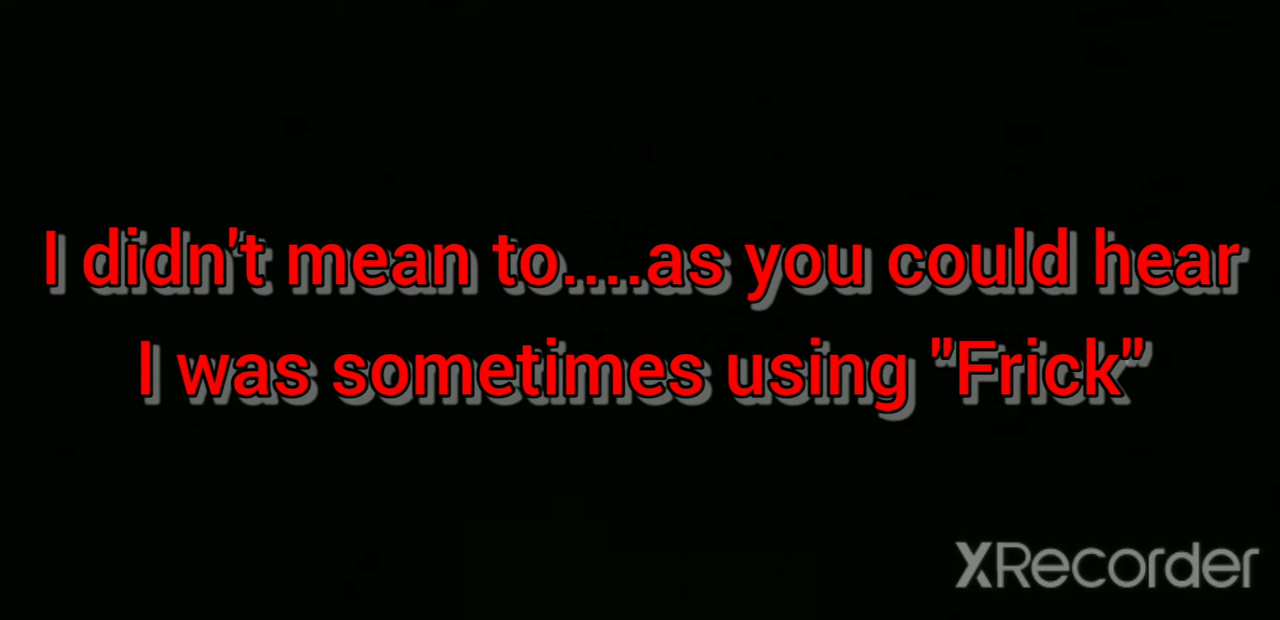 I didn't mean to....as you could hear
I was sometimes using "Frick"
XRecorder